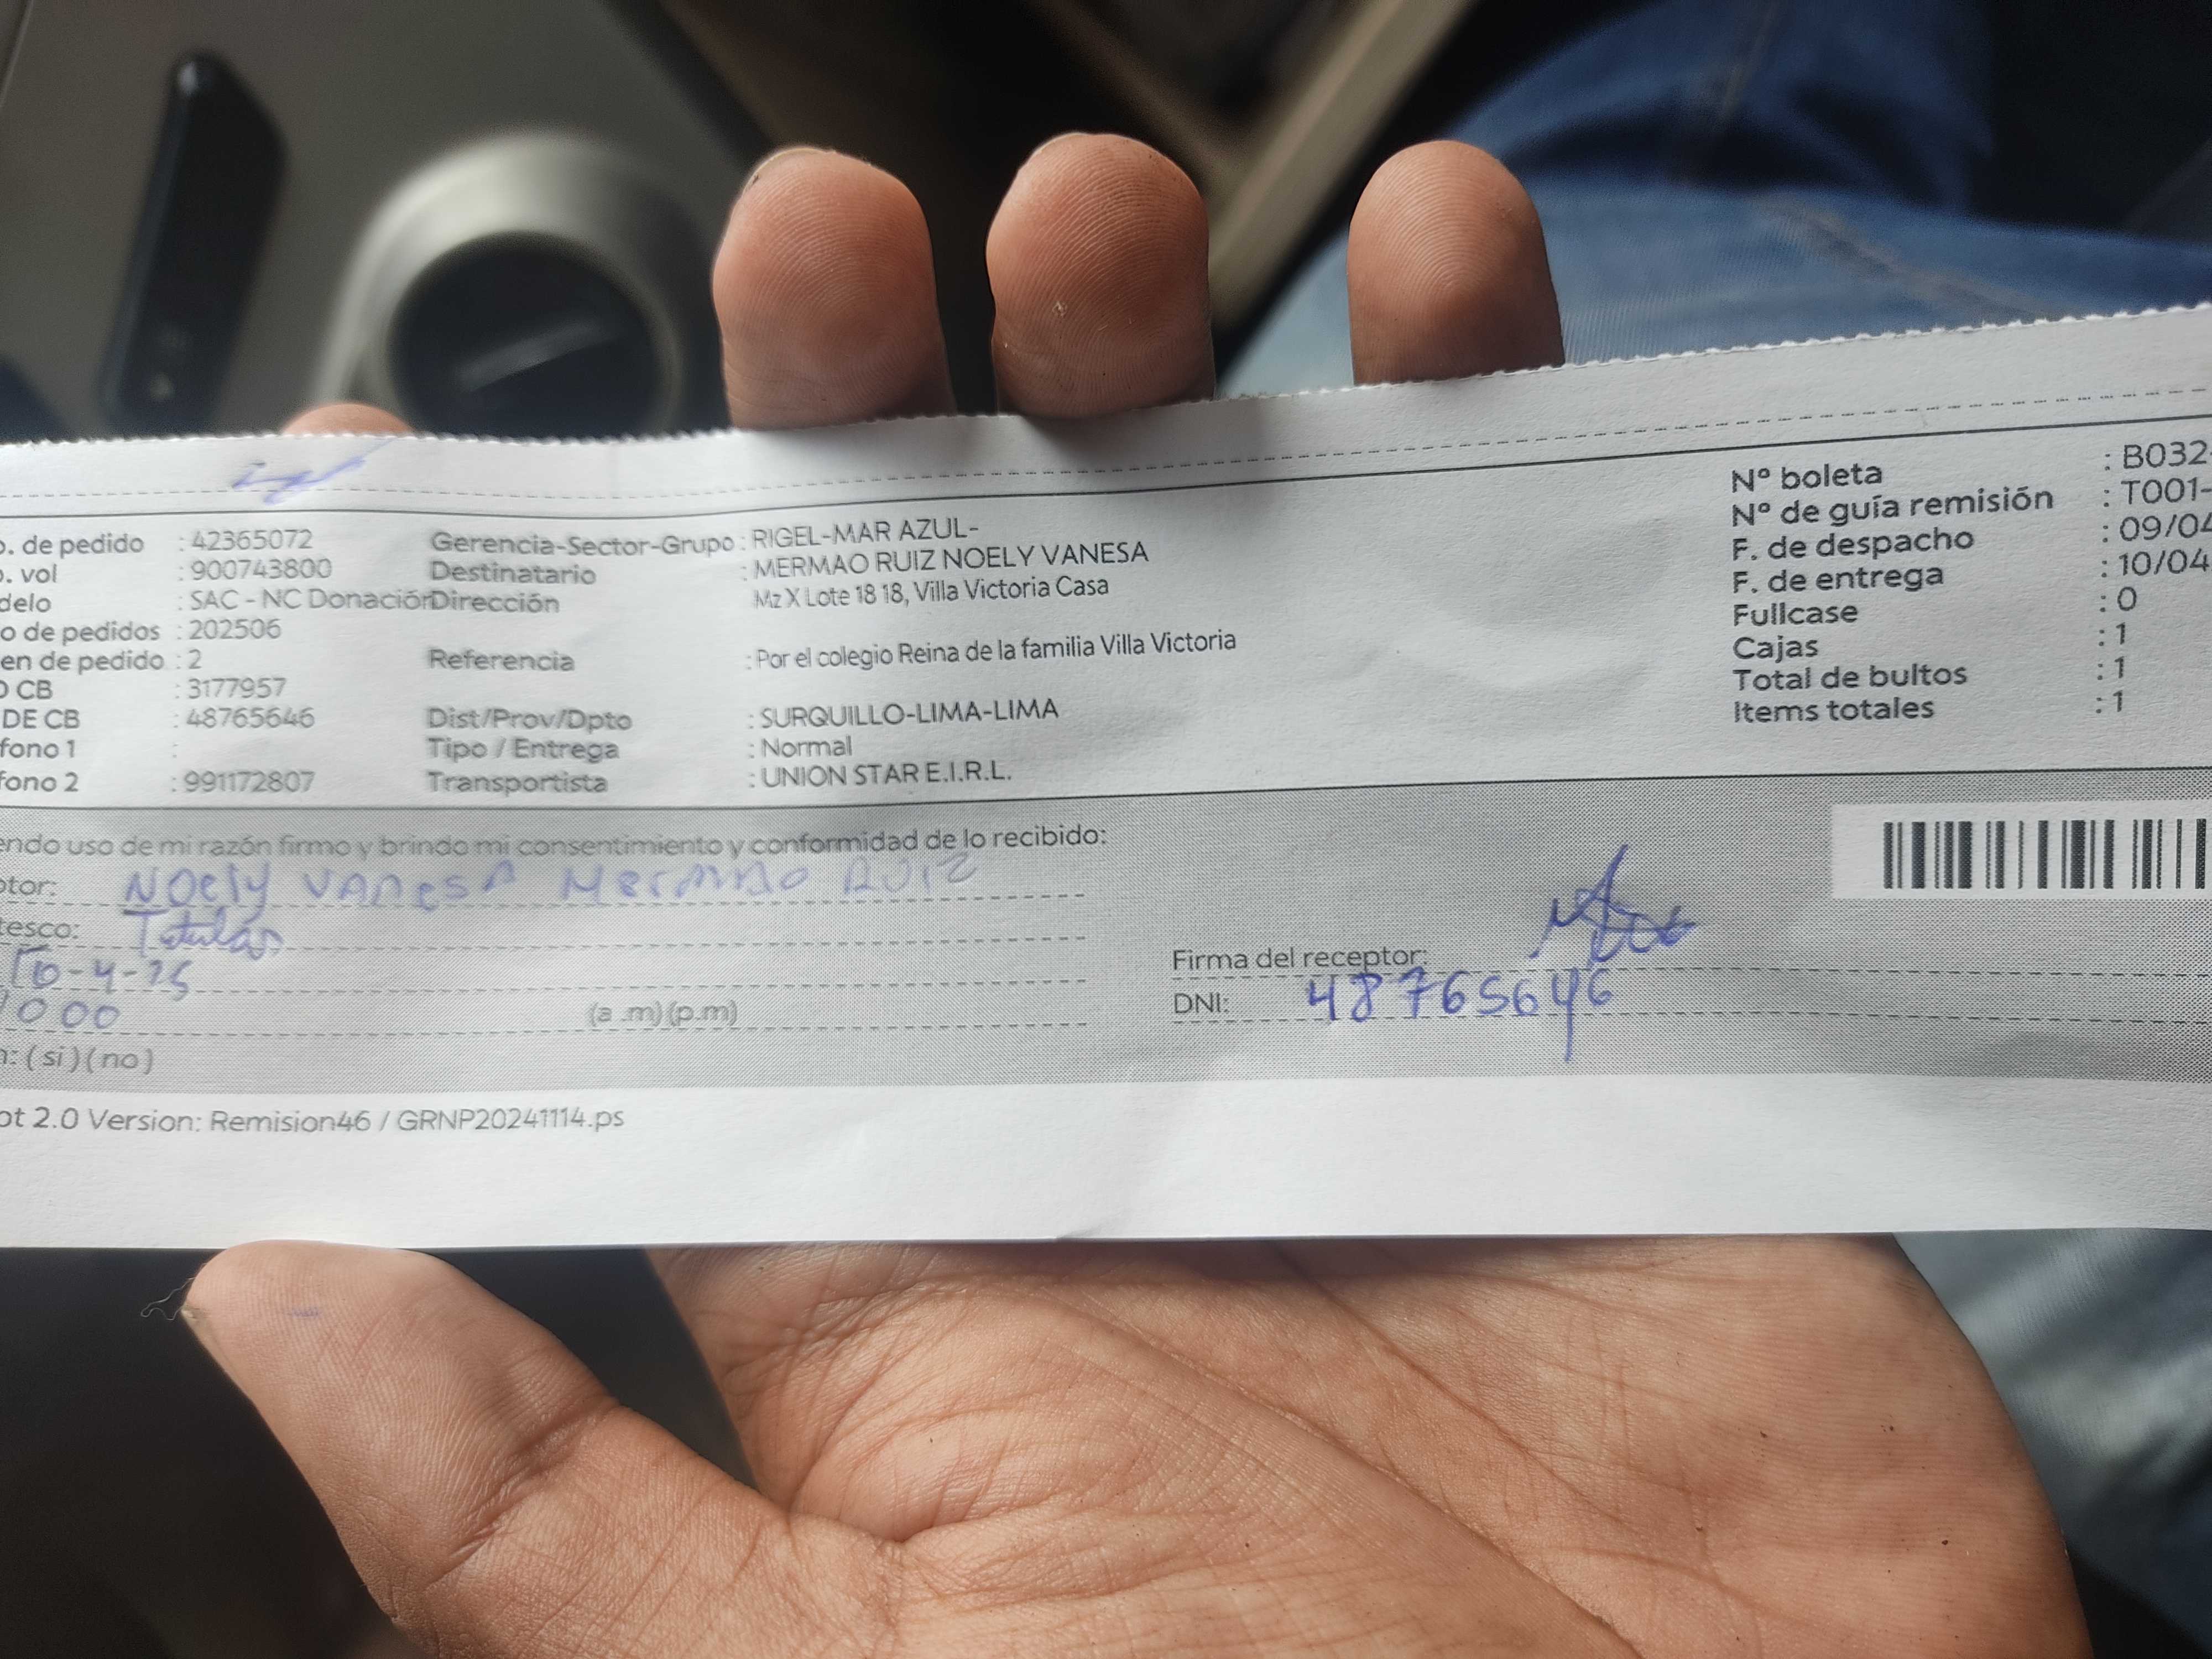 o. de pedido : 42365072 Gerencia-Sector-Grupo : RIGEL-MAR AZUL- Nº boleta : B032-
o. vol : 900743800 Destinatario : MERMAO RUIZ NOELY VANESA Nº de guía remisión : T001-
delo : SAC - NC Donación Dirección Mz X Lote 18 18, Villa Victoria Casa F. de despacho : 09/04
o de pedidos : 202506 F. de entrega : 10/04
en de pedido : 2 Referencia : Por el colegio Reina de la familia Villa Victoria Fullcase : 0
O CB : 3177957 Cajas : 1
DE CB : 48765646 Dist/Prov/Dpto : SURQUILLO-LIMA-LIMA Total de bultos : 1
fono 1 : Tipo / Entrega : Normal Items totales : 1
fono 2 : 991172807 Transportista : UNION STAR E.I.R.L.
endo uso de mi razón firmo y brindo mi consentimiento y conformidad de lo recibido:
ptor: NOely VANesA MerMAO RUIZ
tesco: Titular
10-4-25 Firma del receptor:
1000 (a .m) (p.m) DNI: 48765646
n: ( si ) ( no )
ot 2.0 Version: Remision46 / GRNP20241114.ps